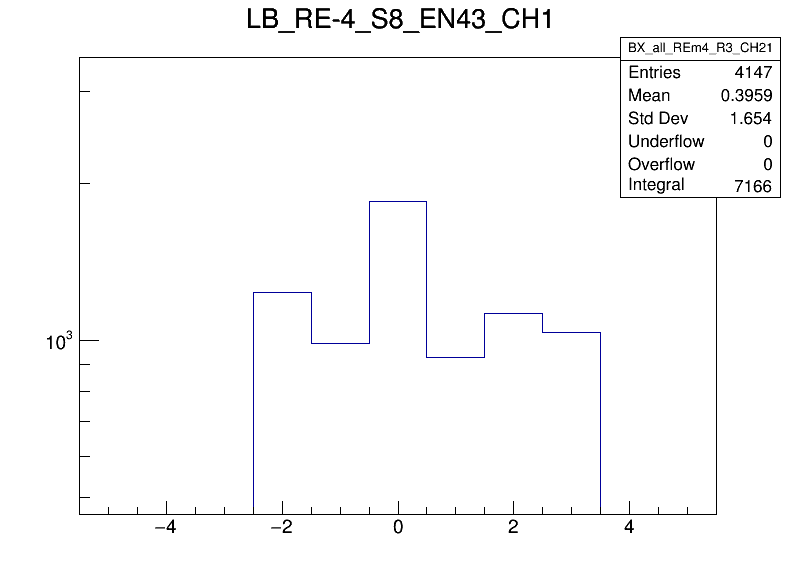 LB_RE-4_S8_EN43_CH1
BX_all_REm4_R3_CH21
Entries 4147
Mean 0.3959
Std Dev 1.654
Underflow 0
Overflow 0
Integral 7166
10³
−4 −2 0 2 4